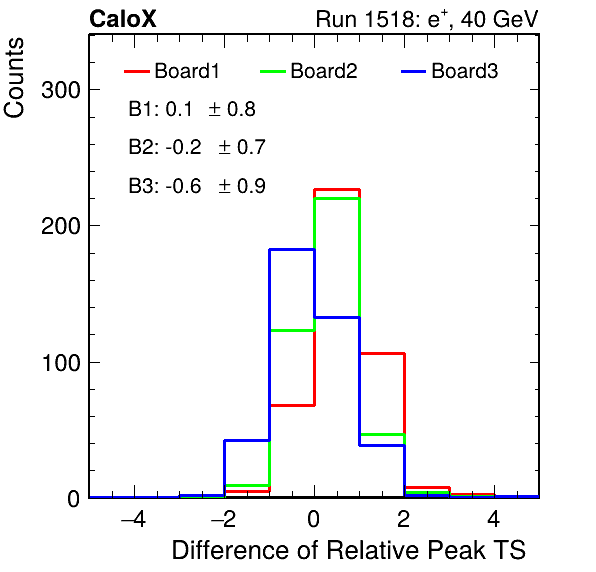 CaloX Run 1518: e⁺, 40 GeV
Counts
Board1 Board2 Board3
B1: 0.1 ± 0.8
B2: -0.2 ± 0.7
B3: -0.6 ± 0.9
300
200
100
0
−4 −2 0 2 4
Difference of Relative Peak TS